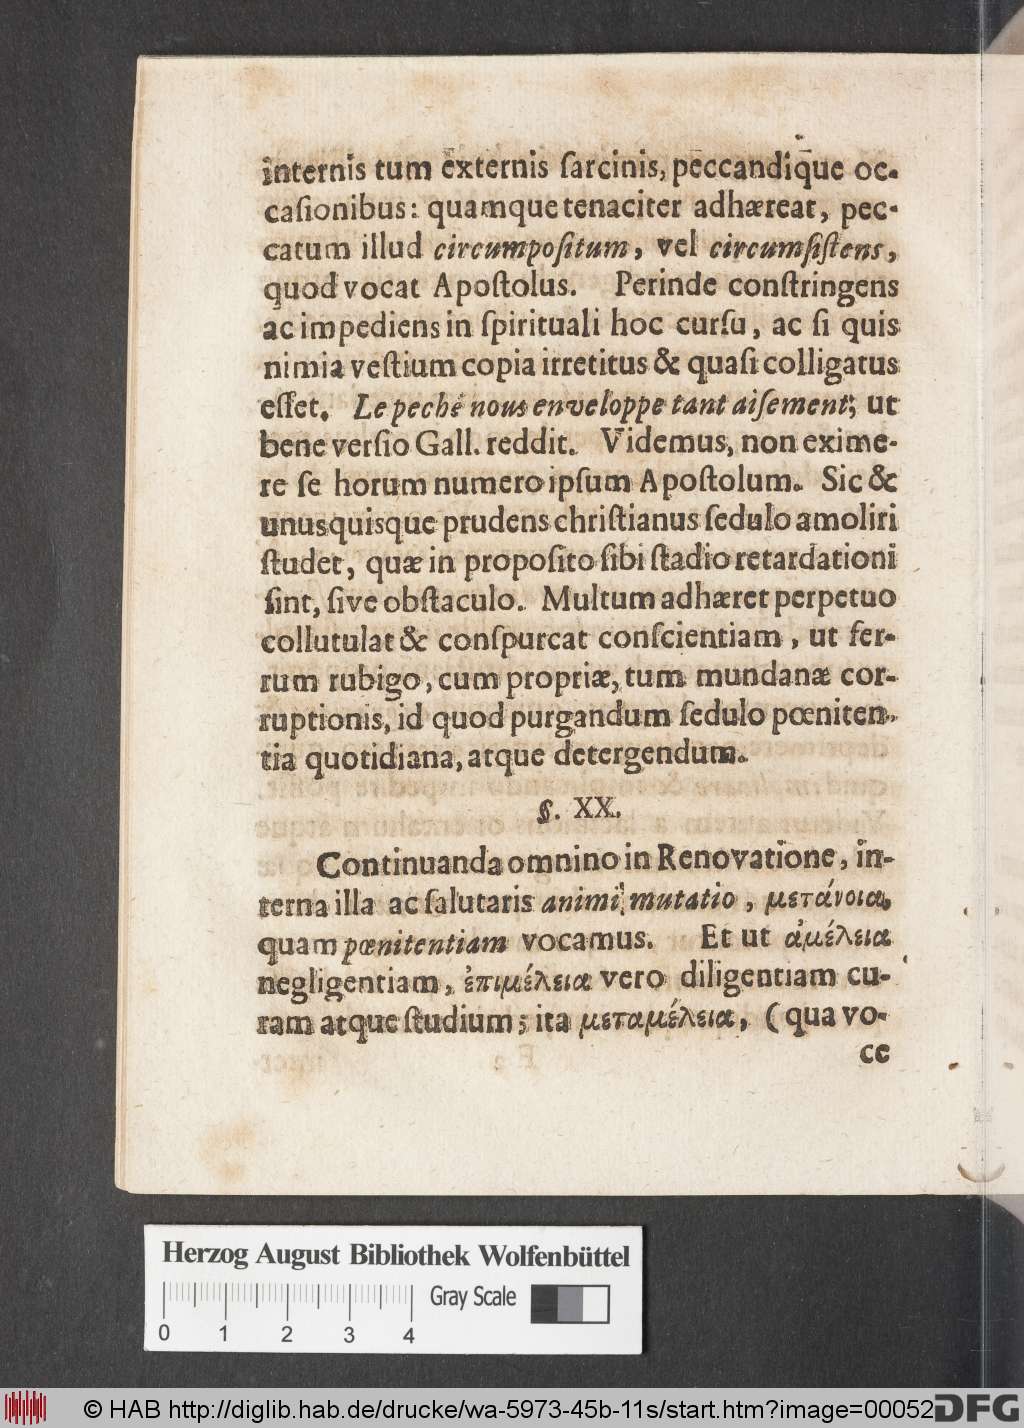 internis tum externis ſarcinis, peccandique oc-
caſionibus: quamque tenaciter adhæreat, pec-
catum illud circumpoſitum, vel circumſiſtens,
quod vocat Apoſtolus. Perinde conſtringens
ac impediens in ſpirituali hoc curſu, ac ſi quis
nimia veſtium copia irretitus & quaſi colligatus
eſſet. Le peché nous enveloppe tant aiſement; ut
bene verſio Gall. reddit. Videmus, non exime-
re ſe horum numero ipſum Apoſtolum. Sic &
unusquisque prudens chriſtianus ſedulo amoliri
ſtudet, quæ in propoſito ſibi ſtadio retardationi
ſint, ſive obſtaculo. Multum adhæret perpetuo
collutulat & conſpurcat conſcientiam, ut fer-
rum rubigo, cum propriæ, tum mundanæ cor-
ruptionis, id quod purgandum ſedulo pœniten-
tia quotidiana, atque detergendum.
§. XX.
Continuanda omnino in Renovatione, in-
terna illa ac ſalutaris animi mutatio, μετάνοια,
quam pœnitentiam vocamus. Et ut ἀμέλεια
negligentiam, ἐπιμέλεια vero diligentiam cu-
ram atque ſtudium; ita μεταμέλεια, (qua vo-
ce
Herzog August Bibliothek Wolfenbüttel
Gray Scale
0 1 2 3 4
© HAB http://diglib.hab.de/drucke/wa-5973-45b-11s/start.htm?image=00052
DFG